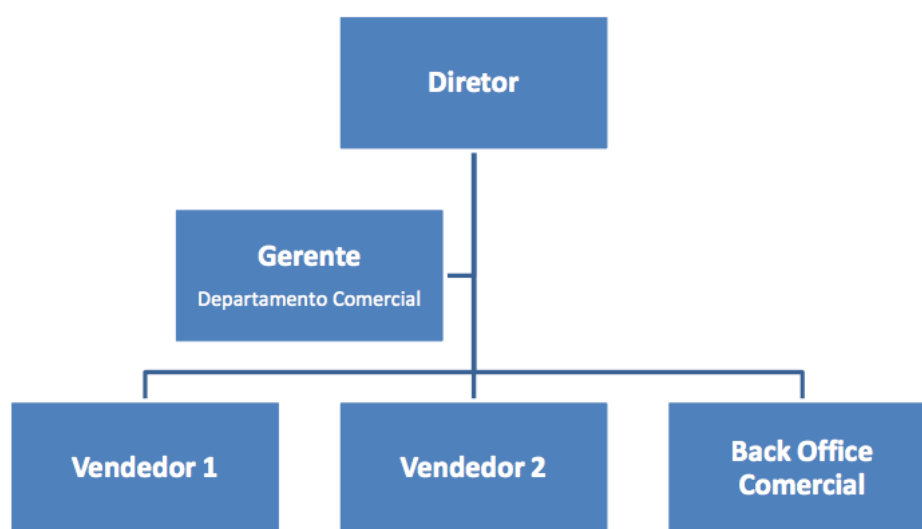 Diretor
Gerente
Departamento Comercial
Vendedor 1
Vendedor 2
Back Office
Comercial